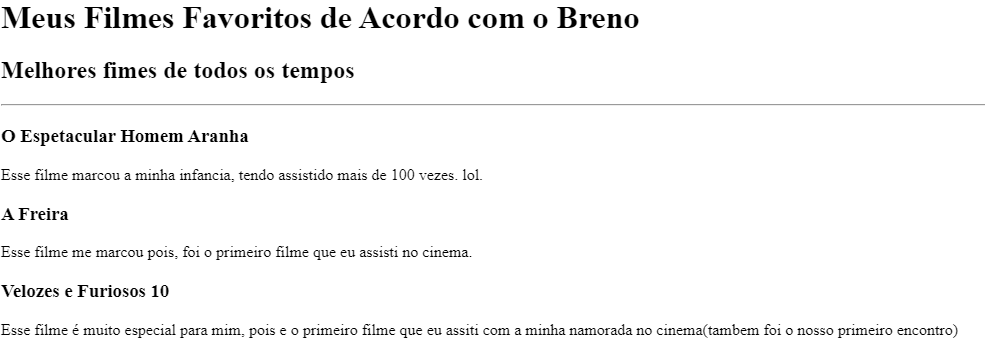 Meus Filmes Favoritos de Acordo com o Breno
Melhores fimes de todos os tempos
O Espetacular Homem Aranha
Esse filme marcou a minha infancia, tendo assistido mais de 100 vezes. lol.
A Freira
Esse filme me marcou pois, foi o primeiro filme que eu assisti no cinema.
Velozes e Furiosos 10
Esse filme é muito especial para mim, pois e o primeiro filme que eu assiti com a minha namorada no cinema(tambem foi o nosso primeiro encontro)